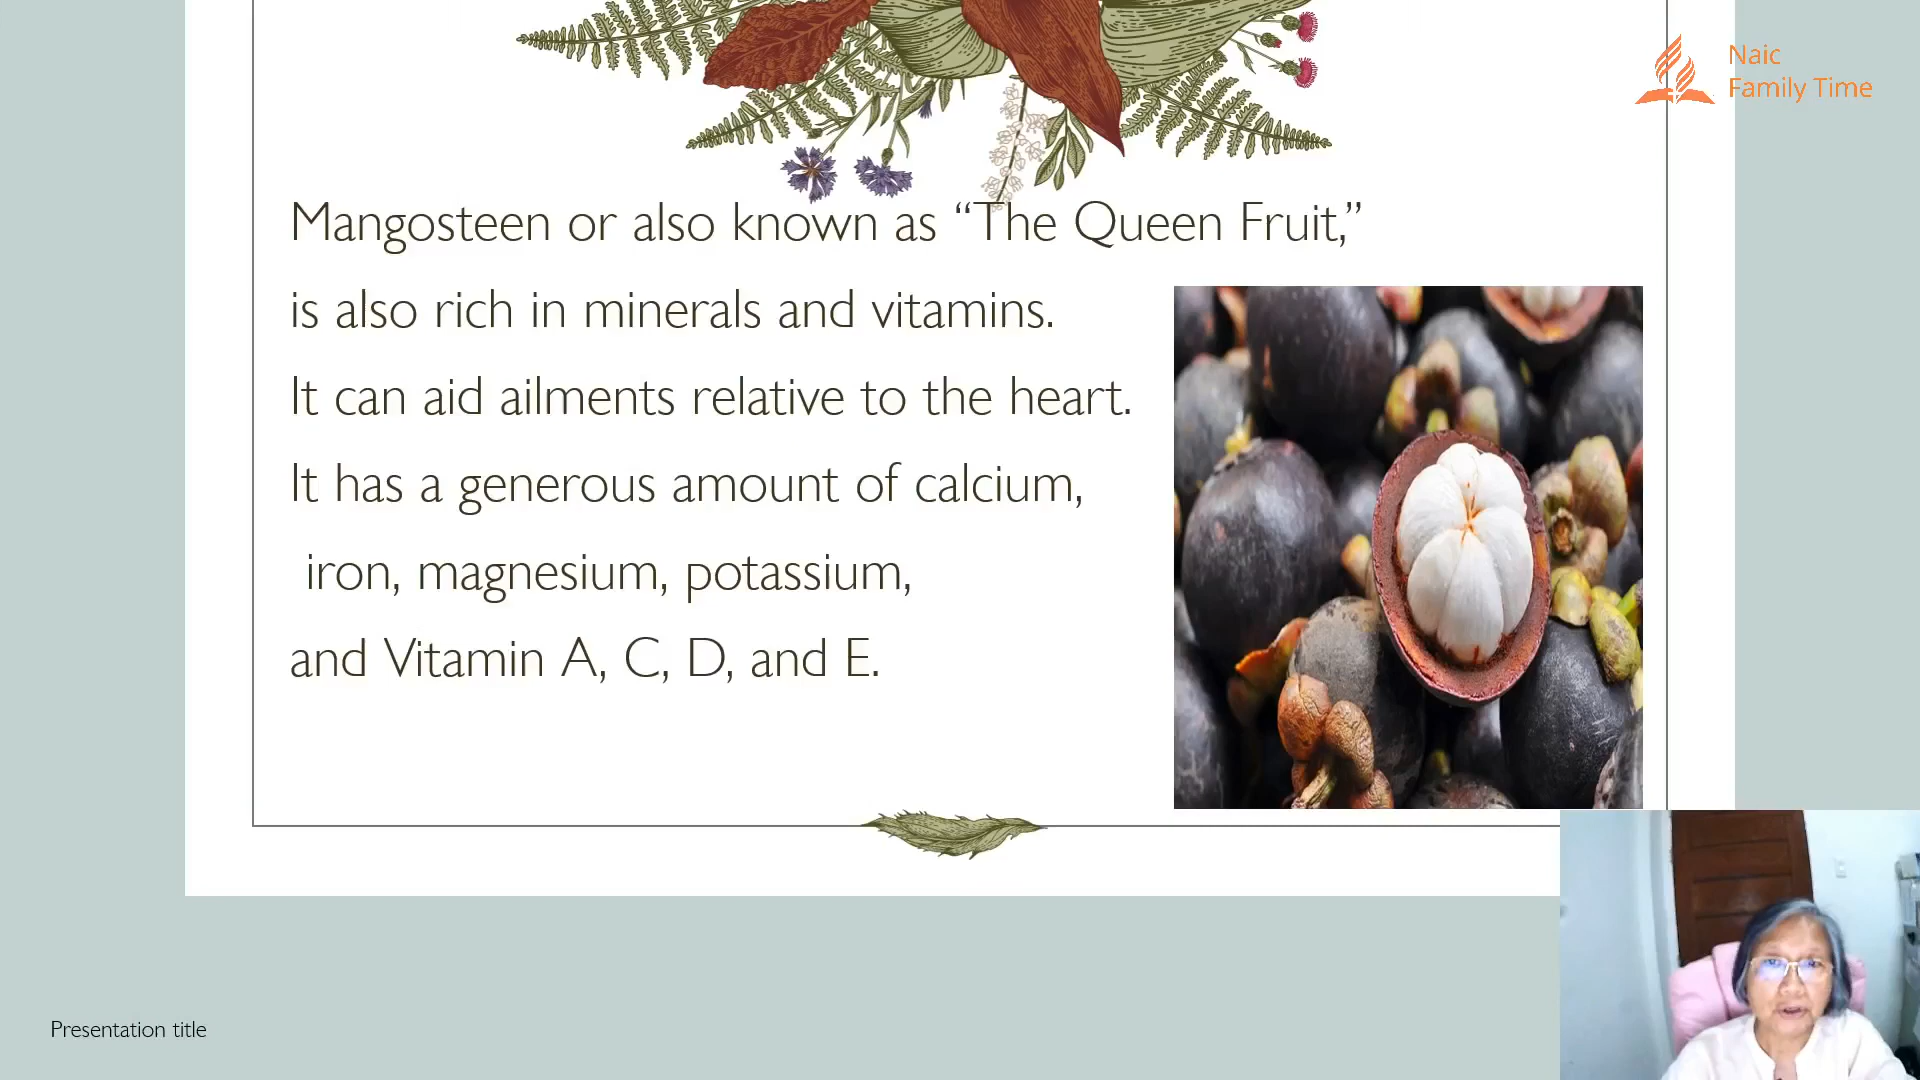 Naic
Family Time
Mangosteen or also known as “The Queen Fruit,”
is also rich in minerals and vitamins.
It can aid ailments relative to the heart.
It has a generous amount of calcium,
iron, magnesium, potassium,
and Vitamin A, C, D, and E.
Presentation title